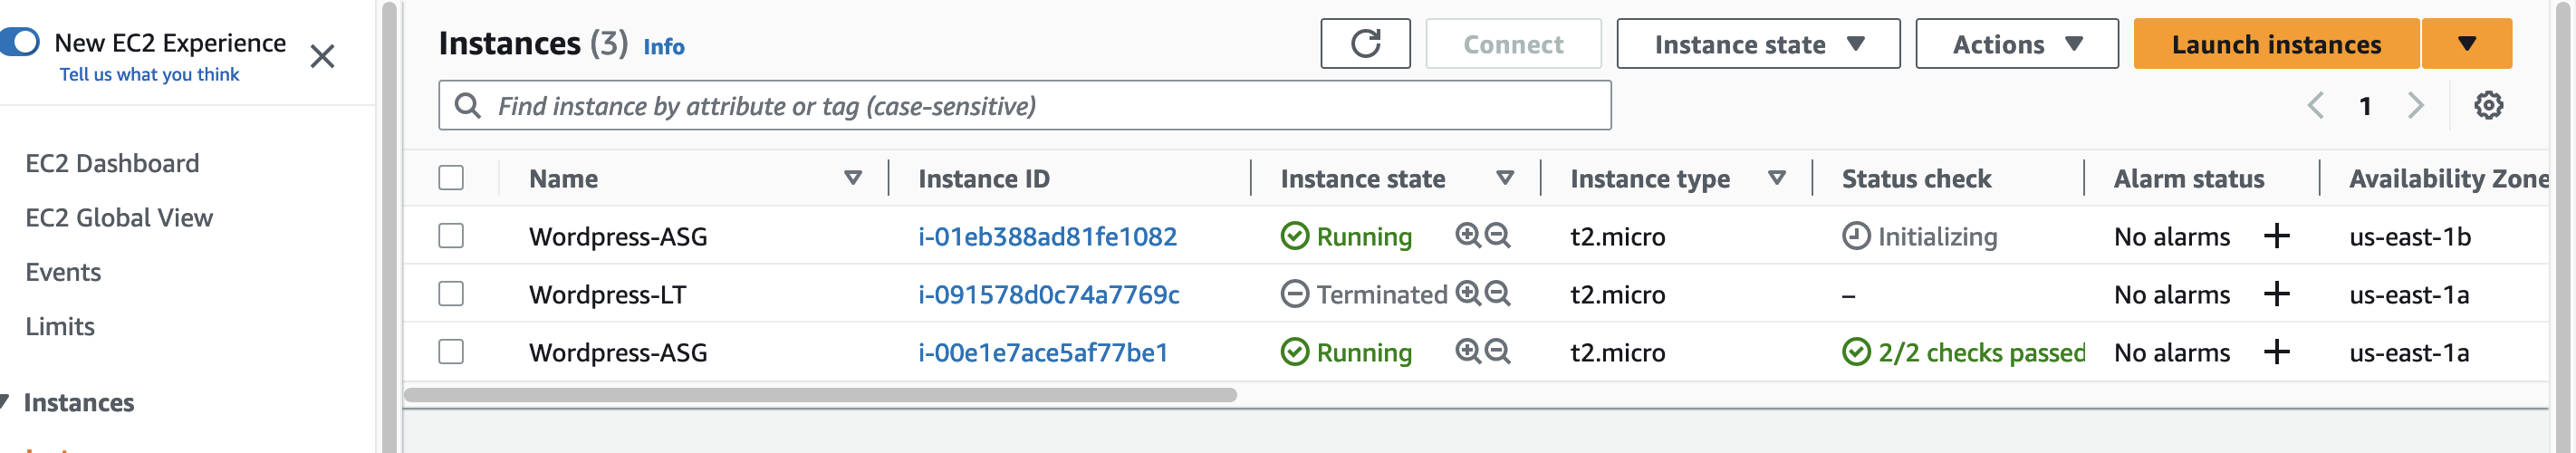 New EC2 Experience
Tell us what you think
EC2 Dashboard
EC2 Global View
Events
Limits
Instances
Instances (3) Info
Connect
Instance state
Actions
Launch instances
Find instance by attribute or tag (case-sensitive)
1
Name Instance ID Instance state Instance type Status check Alarm status Availability Zone
Wordpress-ASG i-01eb388ad81fe1082 Running t2.micro Initializing No alarms + us-east-1b
Wordpress-LT i-091578d0c74a7769c Terminated t2.micro – No alarms + us-east-1a
Wordpress-ASG i-00e1e7ace5af77be1 Running t2.micro 2/2 checks passed No alarms + us-east-1a